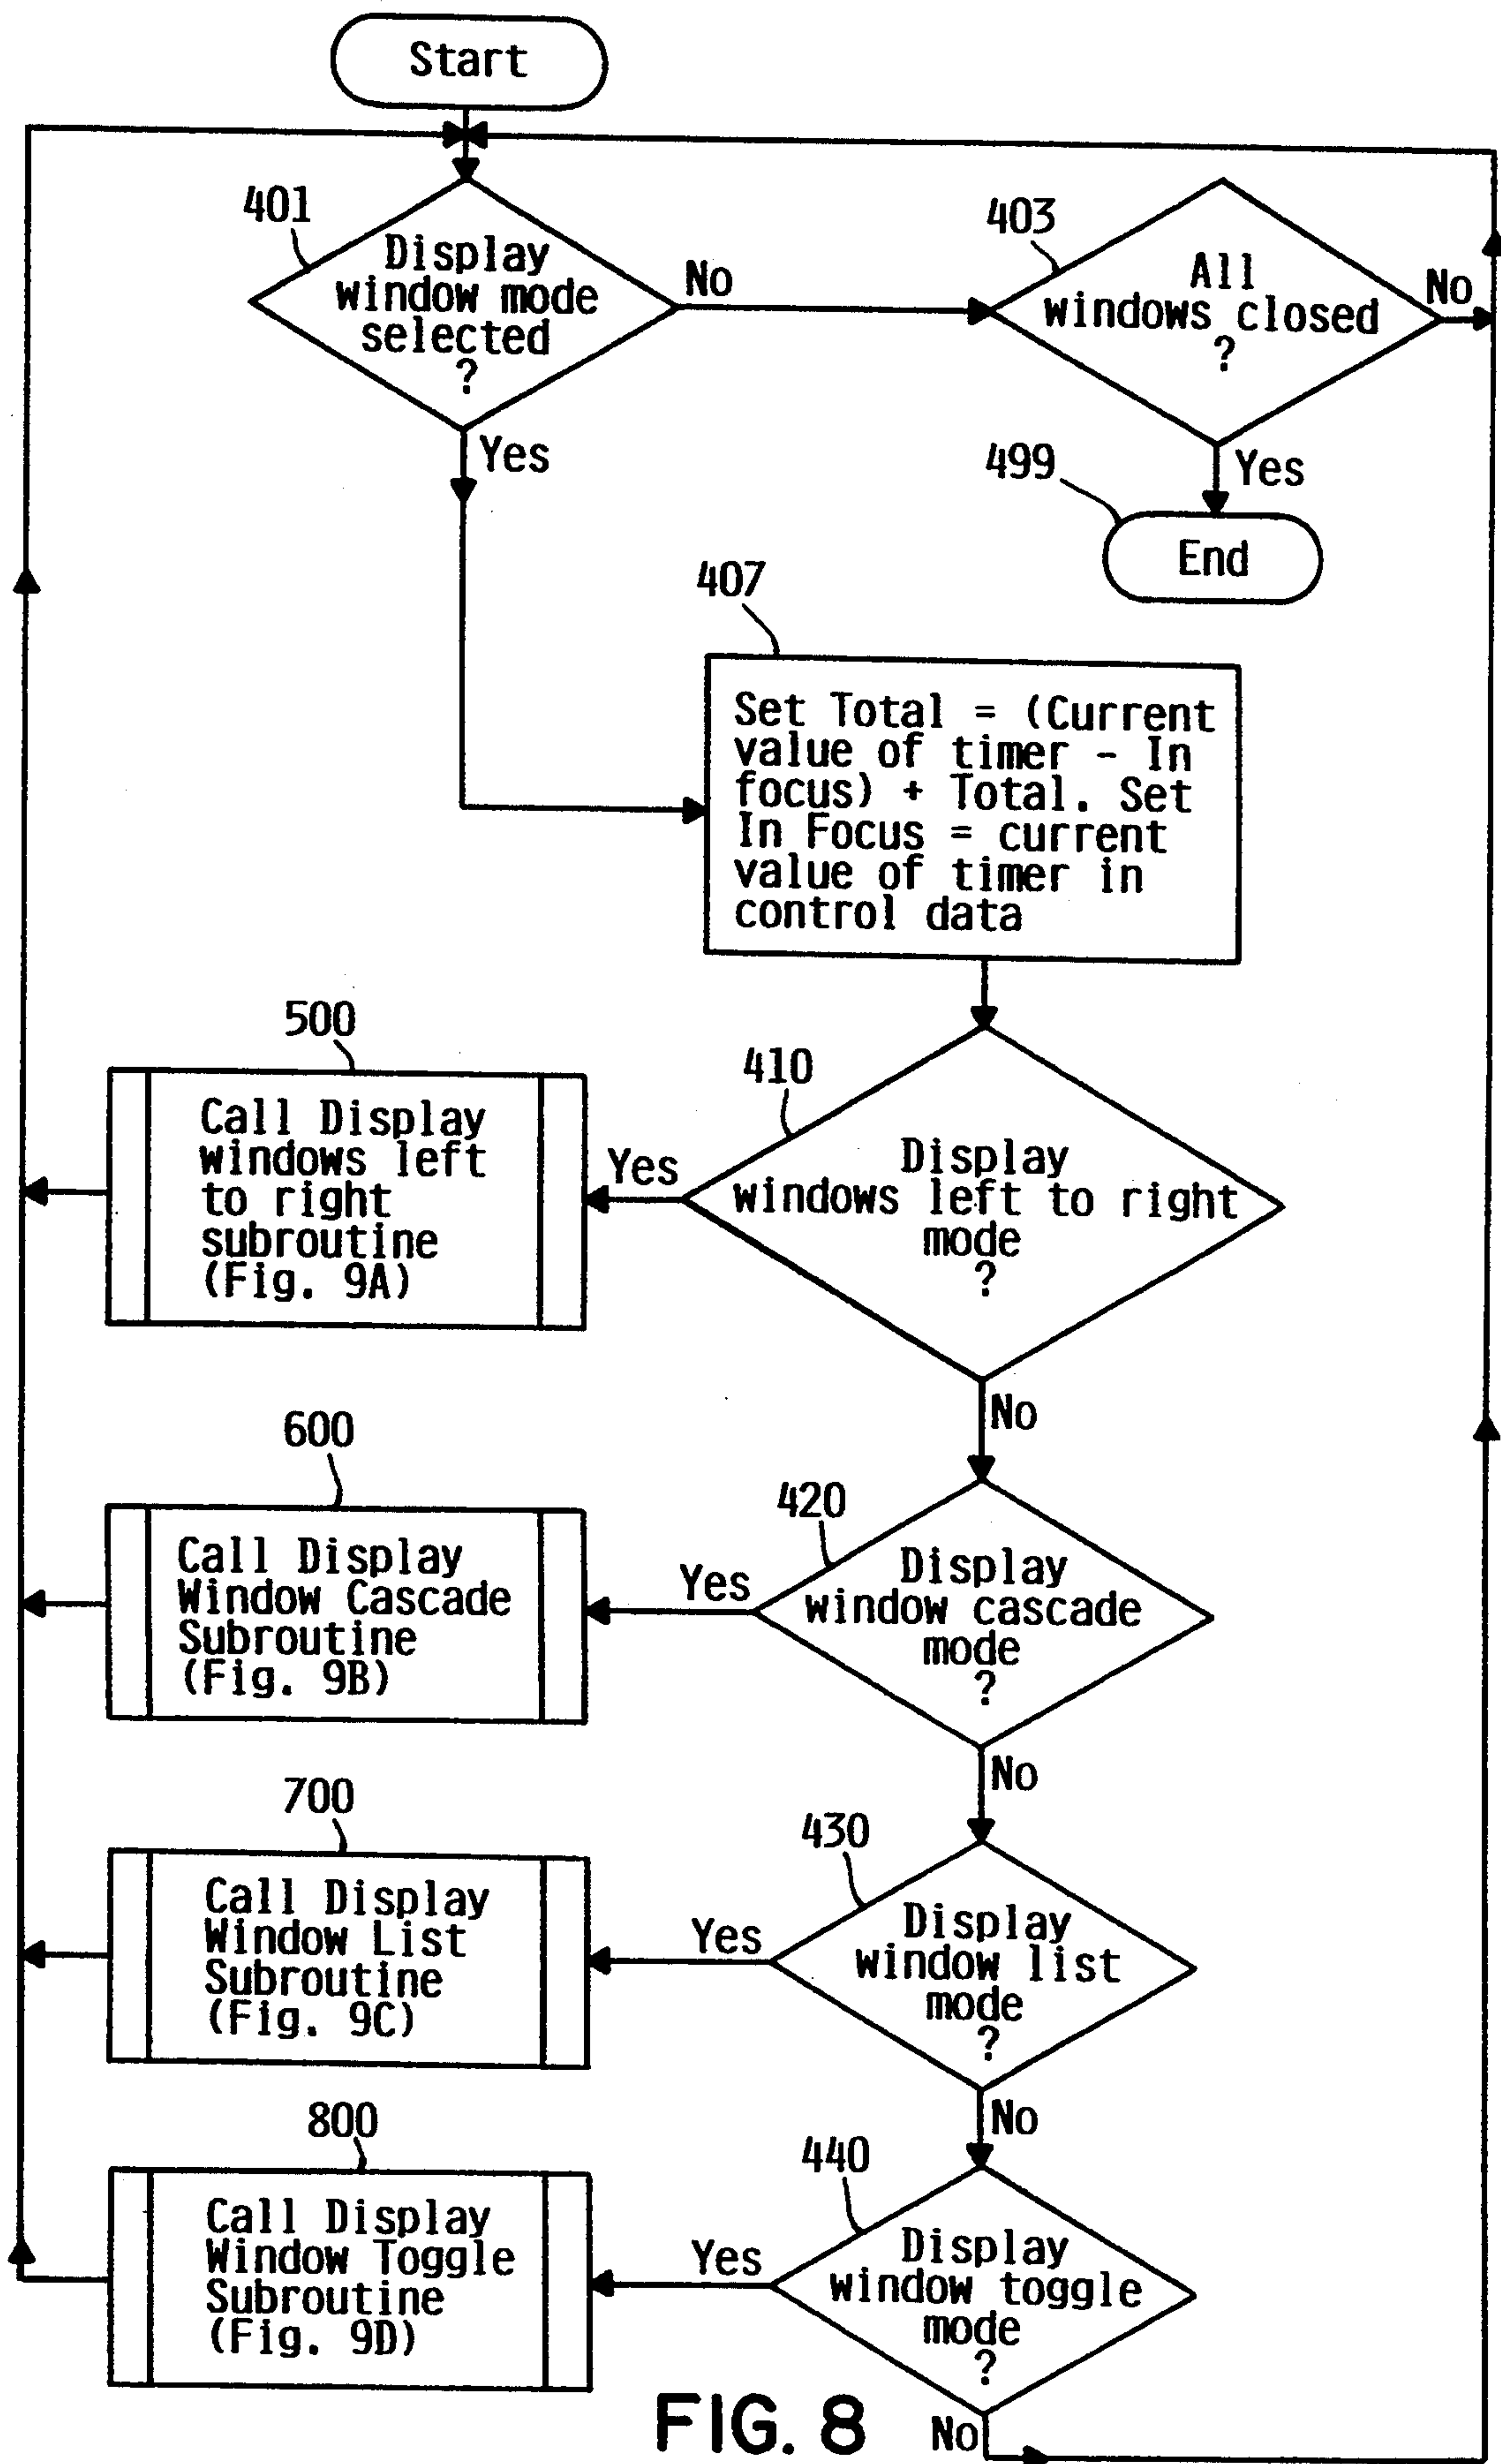 Start
401
Display
window mode
selected
?
No
403
All
windows closed
?
No
Yes
Yes
499
End
407
Set Total = (Current
value of timer - In
focus) + Total. Set
In Focus = current
value of timer in
control data
500
Call Display
windows left
to right
subroutine
(Fig. 9A)
Yes
410
Display
windows left to right
mode
?
No
600
Call Display
Window Cascade
Subroutine
(Fig. 9B)
Yes
420
Display
window cascade
mode
?
No
700
Call Display
Window List
Subroutine
(Fig. 9C)
Yes
430
Display
window list
mode
?
No
800
Call Display
Window Toggle
Subroutine
(Fig. 9D)
Yes
440
Display
window toggle
mode
?
No
FIG. 8